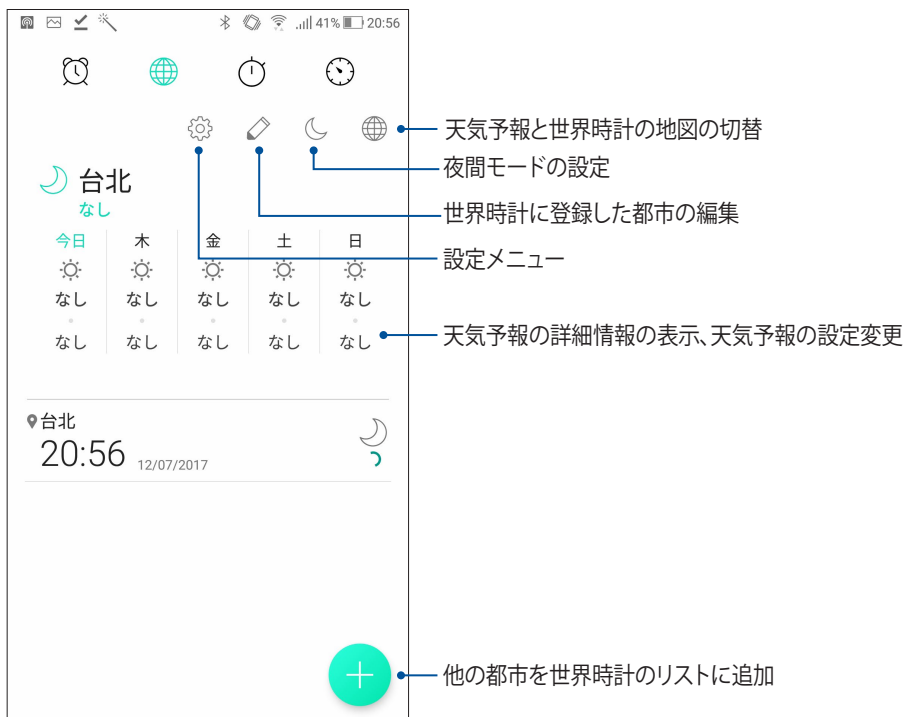 41% 20:56
天気予報と世界時計の地図の切替
夜間モードの設定
台北
なし
世界時計に登録した都市の編集
今日 木 金 土 日
設定メニュー
なし なし なし なし なし
なし なし なし なし なし
天気予報の詳細情報の表示、天気予報の設定変更
台北
20:56 12/07/2017
他の都市を世界時計のリストに追加